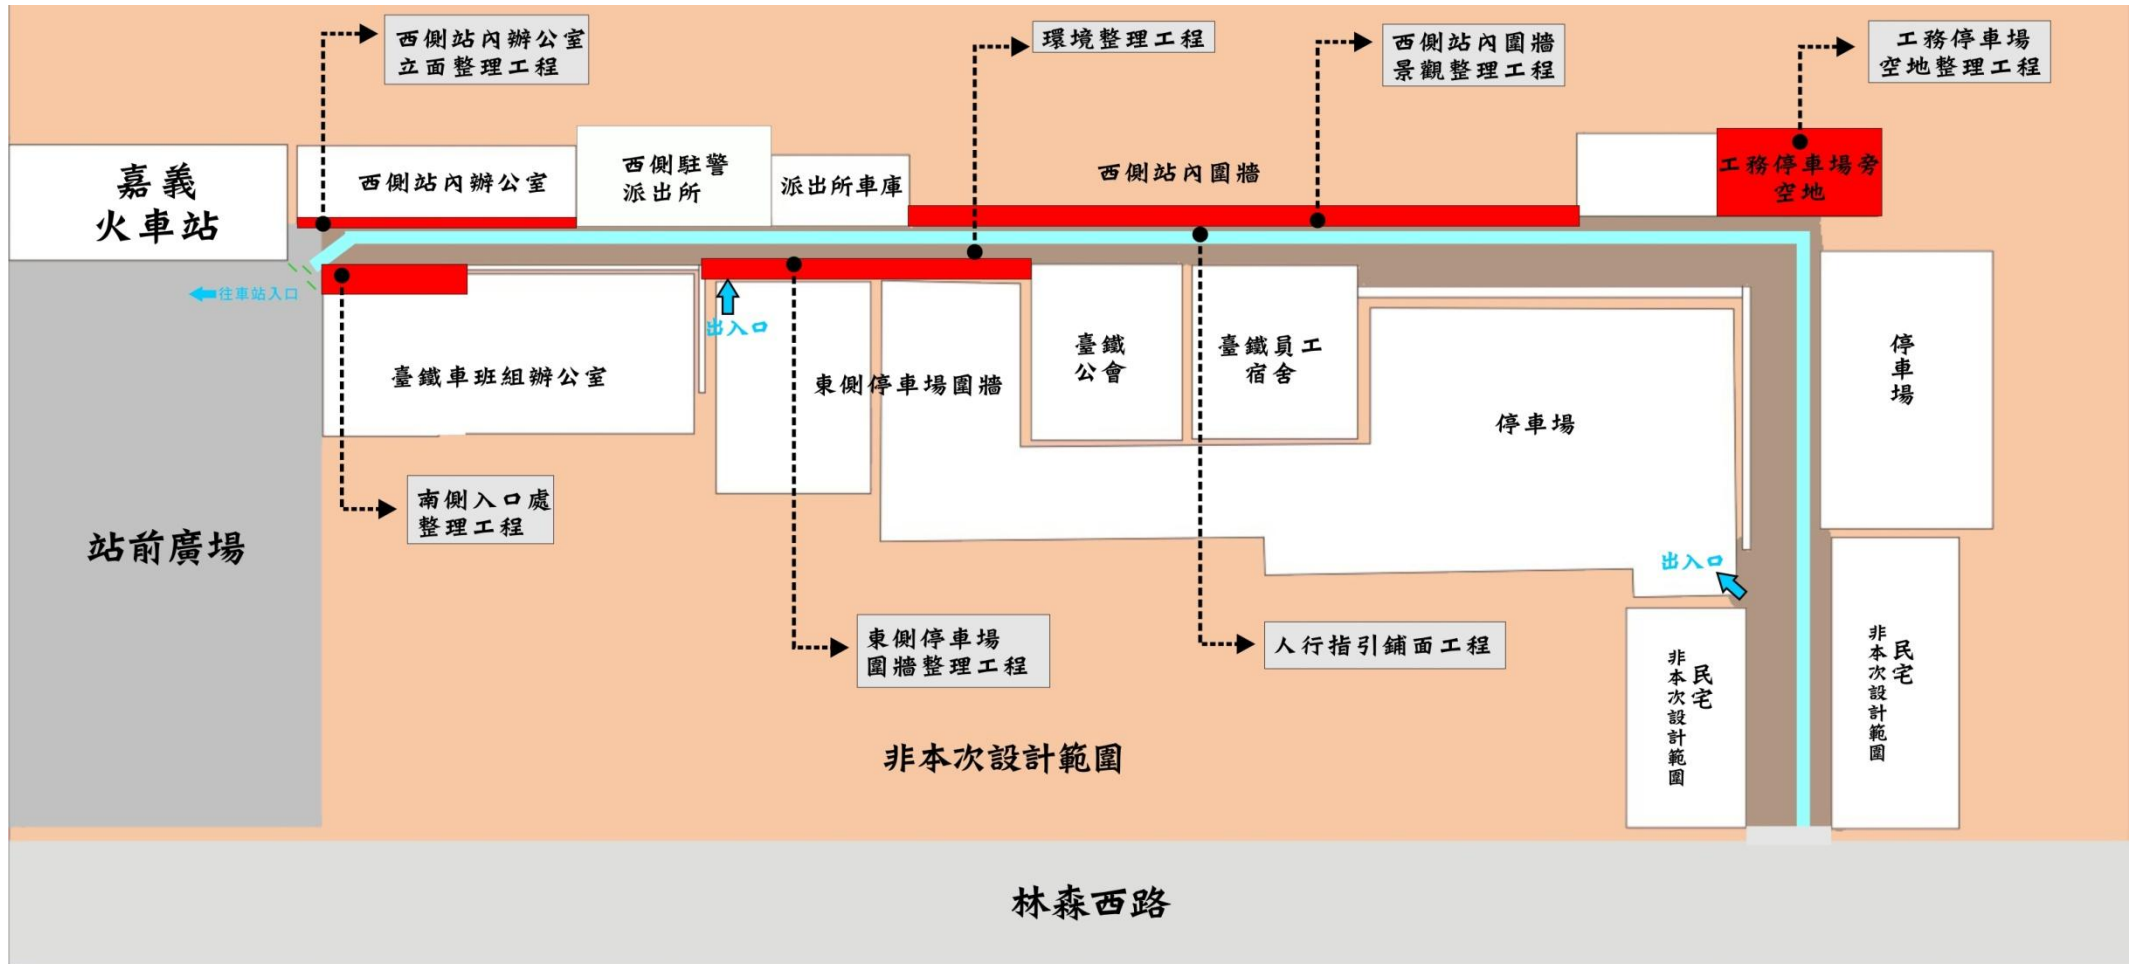 西側站內辦公室
立面整理工程
環境整理工程
西側站內圍牆
景觀整理工程
工務停車場
空地整理工程
嘉義
火車站
西側站內辦公室
西側駐警
派出所
派出所車庫
西側站內圍牆
工務停車場旁
空地
往車站入口
出入口
臺鐵車班組辦公室
東側停車場圍牆
臺鐵
公會
臺鐵員工
宿舍
停車場
停車場
南側入口處
整理工程
站前廣場
出入口
東側停車場
圍牆整理工程
人行指引鋪面工程
民宅
非本次設計範圍
民宅
非本次設計範圍
非本次設計範圍
林森西路